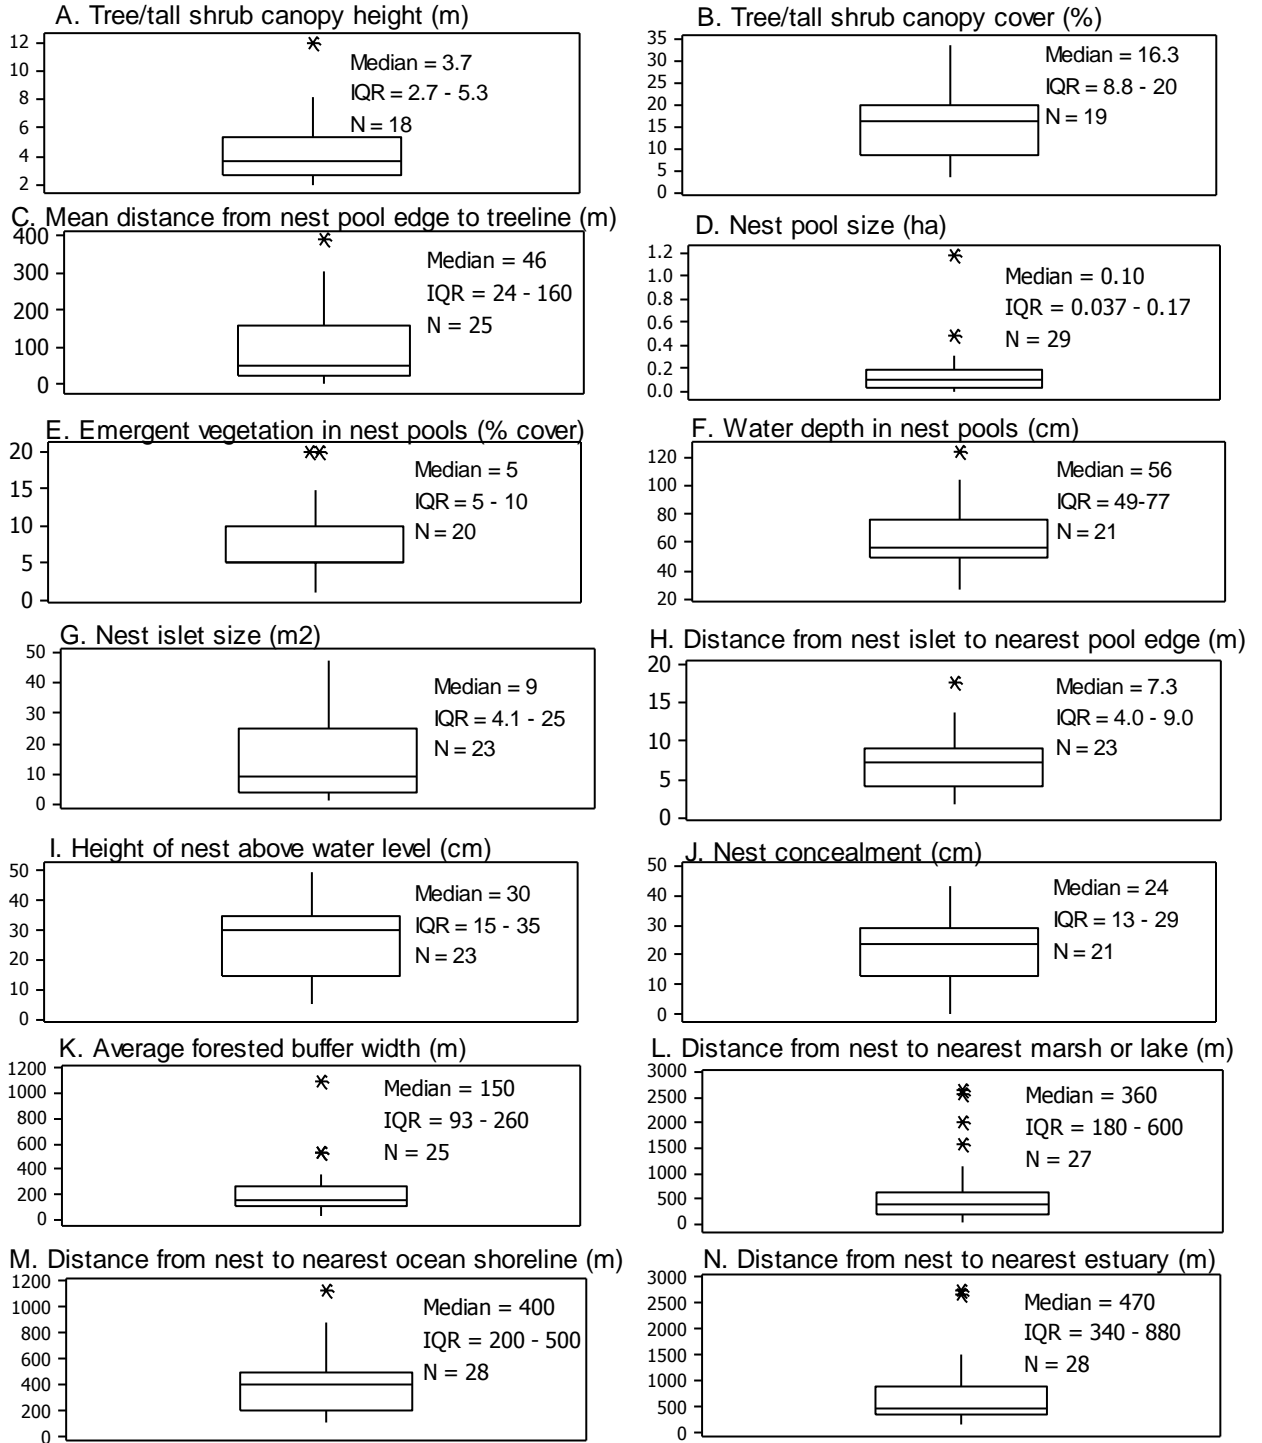 A. Tree/tall shrub canopy height (m)
12
10
8
6
4
2
Median = 3.7
IQR = 2.7 - 5.3
N = 18
B. Tree/tall shrub canopy cover (%)
35
30
25
20
15
10
5
0
Median = 16.3
IQR = 8.8 - 20
N = 19
C. Mean distance from nest pool edge to treeline (m)
400
300
200
100
0
Median = 46
IQR = 24 - 160
N = 25
D. Nest pool size (ha)
1.2
1.0
0.8
0.6
0.4
0.2
0.0
Median = 0.10
IQR = 0.037 - 0.17
N = 29
E. Emergent vegetation in nest pools (% cover)
20
15
10
5
0
Median = 5
IQR = 5 - 10
N = 20
F. Water depth in nest pools (cm)
120
100
80
60
40
20
Median = 56
IQR = 49-77
N = 21
G. Nest islet size (m2)
50
40
30
20
10
0
Median = 9
IQR = 4.1 - 25
N = 23
H. Distance from nest islet to nearest pool edge (m)
20
15
10
5
0
Median = 7.3
IQR = 4.0 - 9.0
N = 23
I. Height of nest above water level (cm)
50
40
30
20
10
0
Median = 30
IQR = 15 - 35
N = 23
J. Nest concealment (cm)
50
40
30
20
10
0
Median = 24
IQR = 13 - 29
N = 21
K. Average forested buffer width (m)
1200
1000
800
600
400
200
0
Median = 150
IQR = 93 - 260
N = 25
L. Distance from nest to nearest marsh or lake (m)
3000
2500
2000
1500
1000
500
0
Median = 360
IQR = 180 - 600
N = 27
M. Distance from nest to nearest ocean shoreline (m)
1200
1000
800
600
400
200
0
Median = 400
IQR = 200 - 500
N = 28
N. Distance from nest to nearest estuary (m)
3000
2500
2000
1500
1000
500
0
Median = 470
IQR = 340 - 880
N = 28